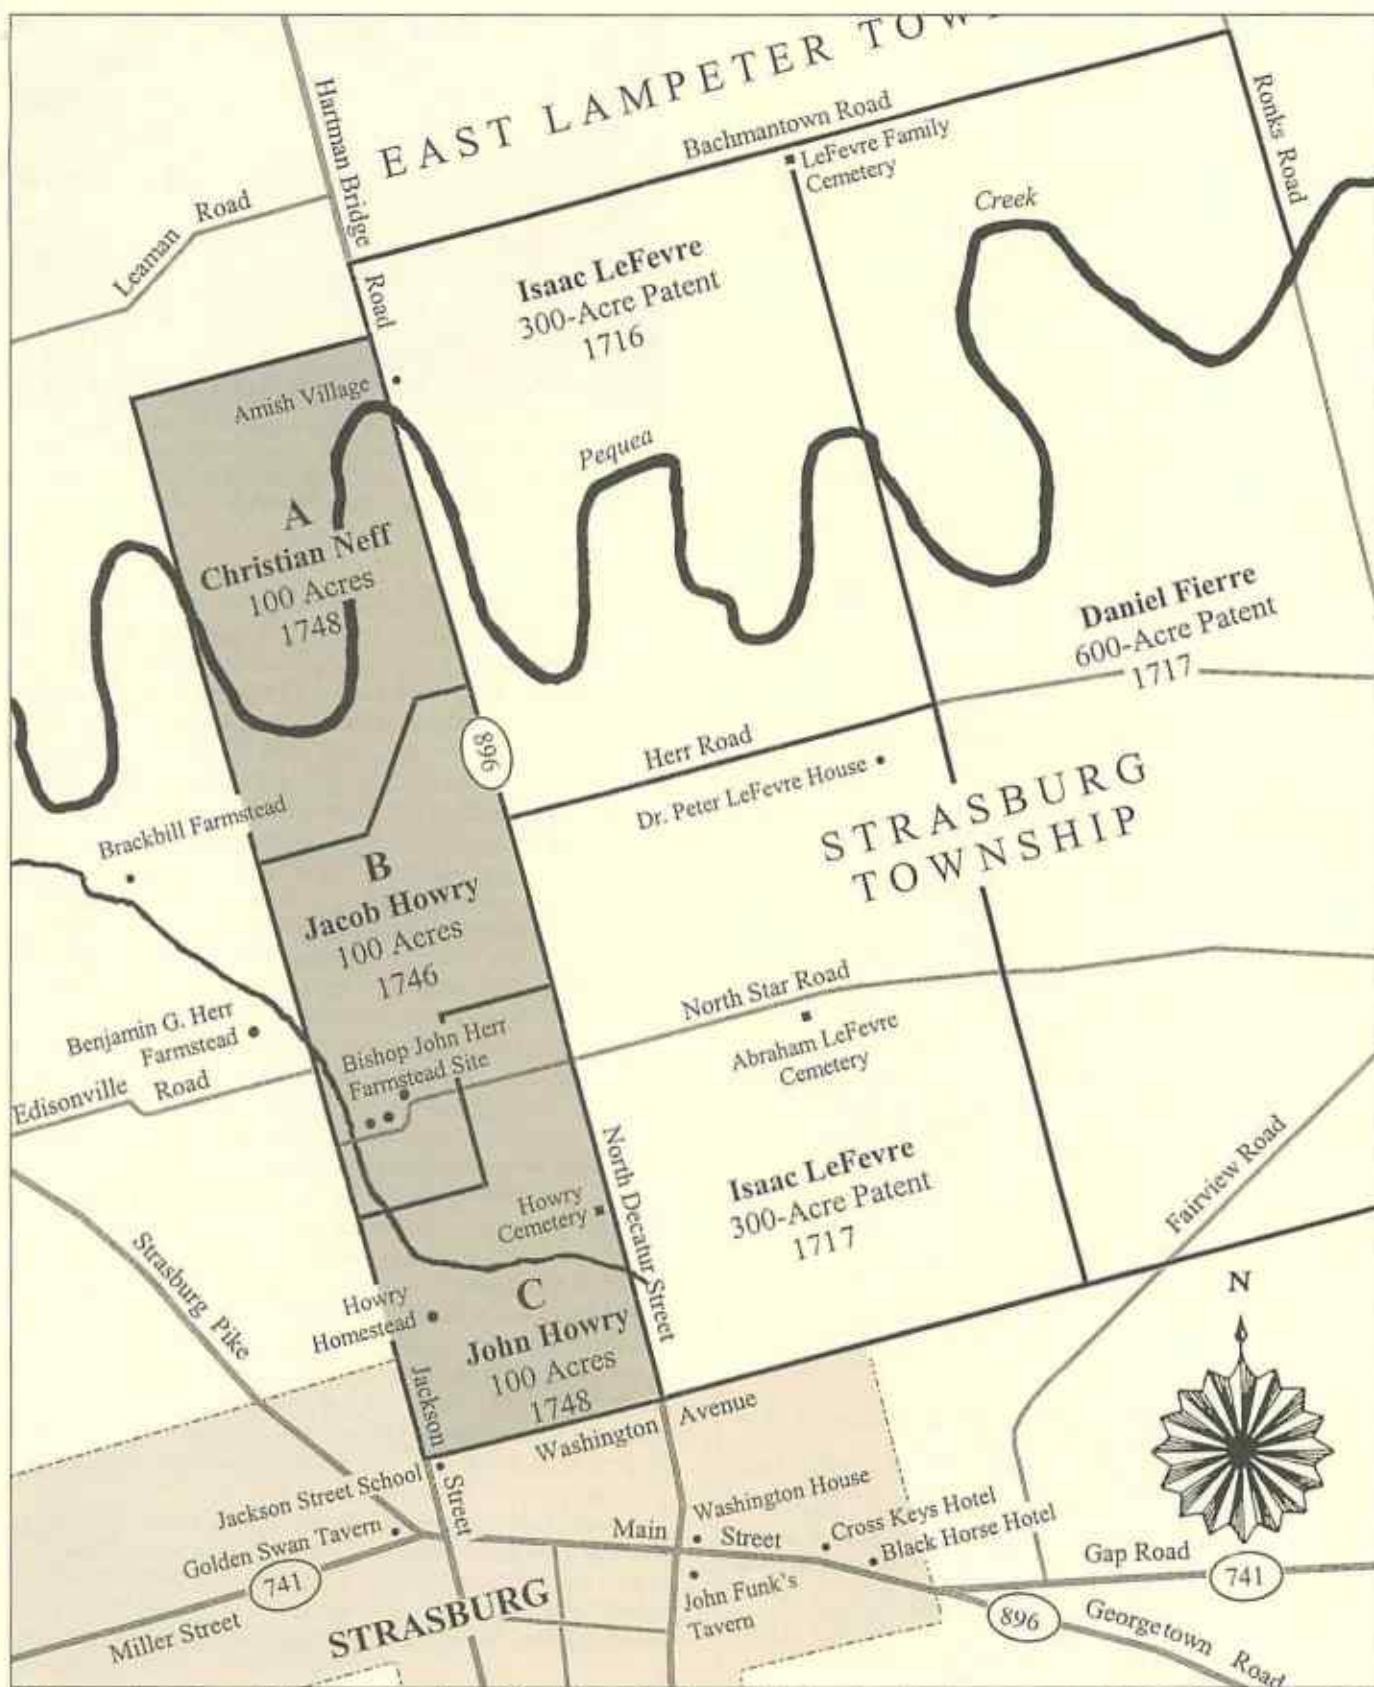 EAST LAMPETER TOWN
Hartman Bridge
Road
Bachmantown Road
LeFevre Family
Cemetery
Ronks Road
Leaman Road
Creek
Isaac LeFevre
300-Acre Patent
1716
Amish Village
Pequea
A
Christian Neff
100 Acres
1748
Daniel Fierre
600-Acre Patent
1717
896
Herr Road
Dr. Peter LeFevre House
STRASBURG
TOWNSHIP
Brackbill Farmstead
B
Jacob Howry
100 Acres
1746
North Star Road
Abraham LeFevre
Cemetery
Benjamin G. Herr
Farmstead
Bishop John Herr
Farmstead Site
Edisonville Road
North Decatur Street
Isaac LeFevre
300-Acre Patent
1717
Fairview Road
Howry
Cemetery
Strasburg Pike
Howry
Homestead
C
John Howry
100 Acres
1748
N
Jackson
Street
Washington Avenue
Jackson Street School
Golden Swan Tavern
Washington House
Main Street
Cross Keys Hotel
Black Horse Hotel
Gap Road
741
741
Miller Street
STRASBURG
John Funk's
Tavern
896
Georgetown Road